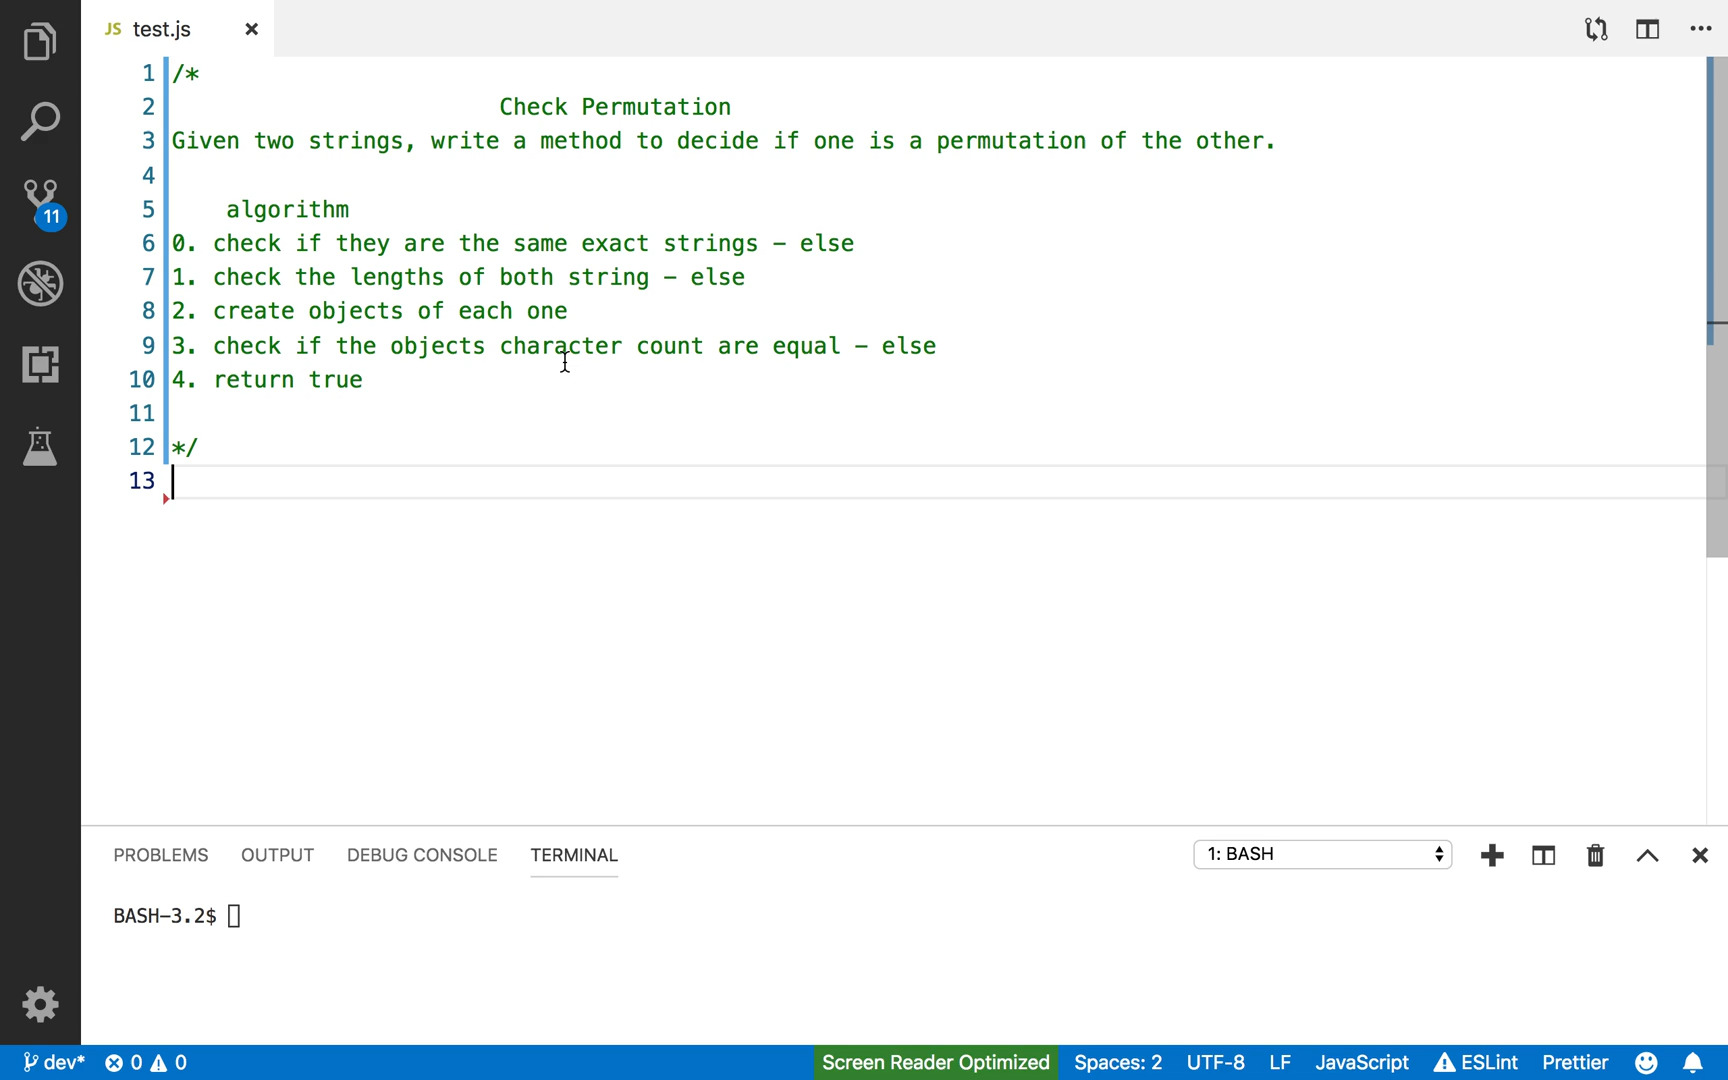 JS test.js
1 /*
2 Check Permutation
3 Given two strings, write a method to decide if one is a permutation of the other.
4
5 algorithm
6 0. check if they are the same exact strings – else
7 1. check the lengths of both string – else
8 2. create objects of each one
9 3. check if the objects character count are equal – else
10 4. return true
11
12 */
13
11
PROBLEMS OUTPUT DEBUG CONSOLE TERMINAL 1: BASH
BASH-3.2$
dev* 0 0 Screen Reader Optimized Spaces: 2 UTF-8 LF JavaScript ESLint Prettier